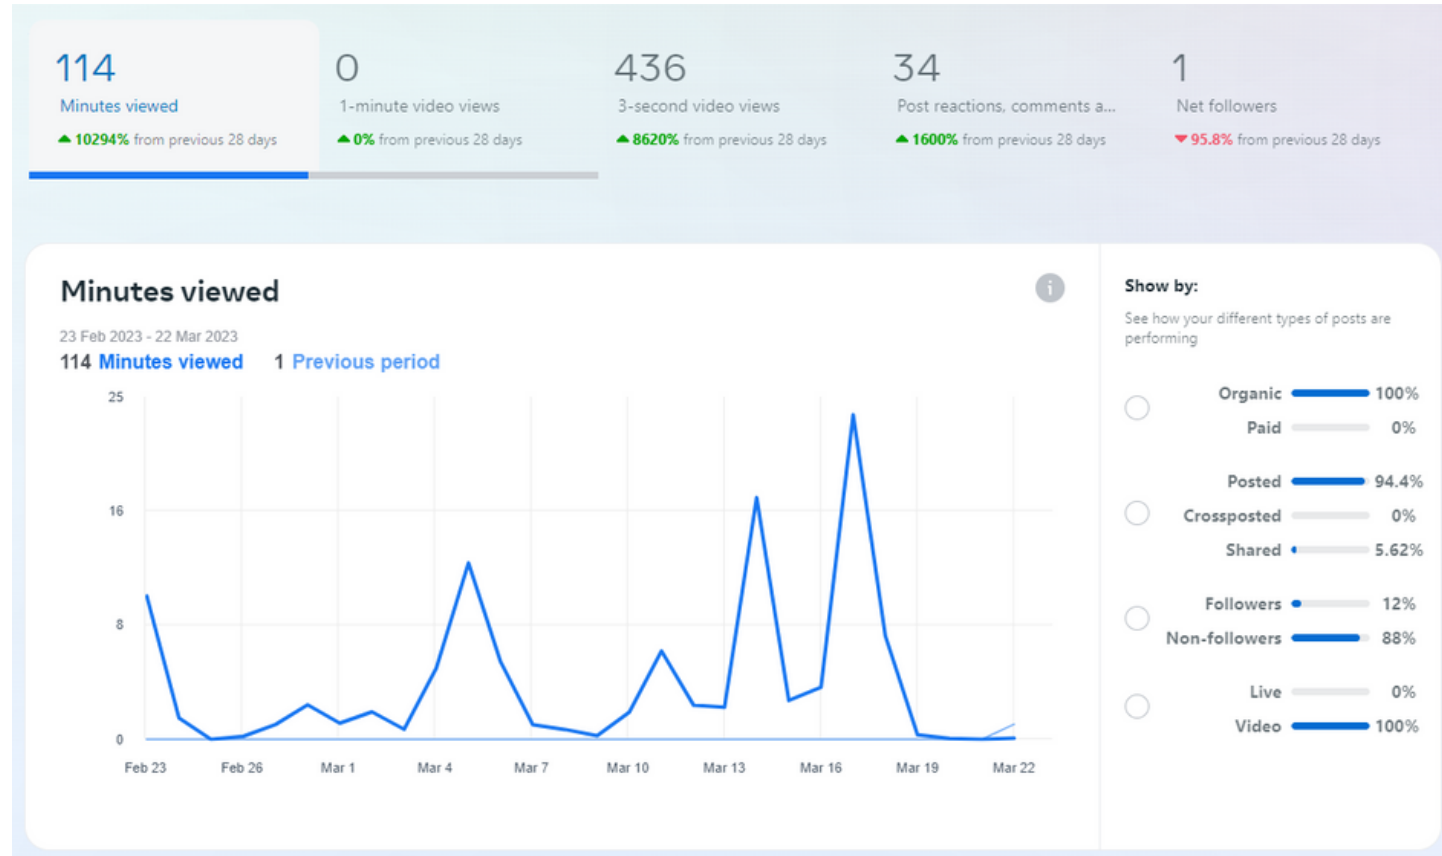 114
Minutes viewed
10294% from previous 28 days
0
1-minute video views
0% from previous 28 days
436
3-second video views
8620% from previous 28 days
34
Post reactions, comments a...
1600% from previous 28 days
1
Net followers
95.8% from previous 28 days
Minutes viewed
i
23 Feb 2023 - 22 Mar 2023
114 Minutes viewed 1 Previous period
25
16
8
0
Feb 23 Feb 26 Mar 1 Mar 4 Mar 7 Mar 10 Mar 13 Mar 16 Mar 19 Mar 22
Show by:
See how your different types of posts are
performing
Organic 100%
Paid 0%
Posted 94.4%
Crossposted 0%
Shared 5.62%
Followers 12%
Non-followers 88%
Live 0%
Video 100%